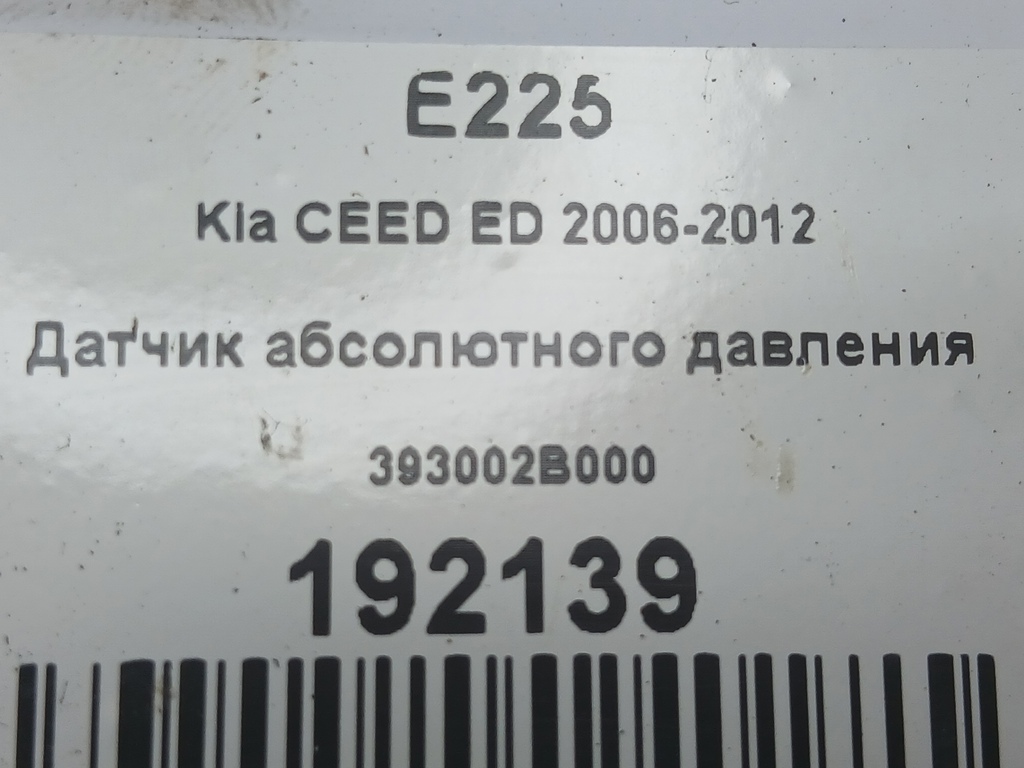 E225
Kia CEED ED 2006-2012
Датчик абсолютного давления
393002B000
192139